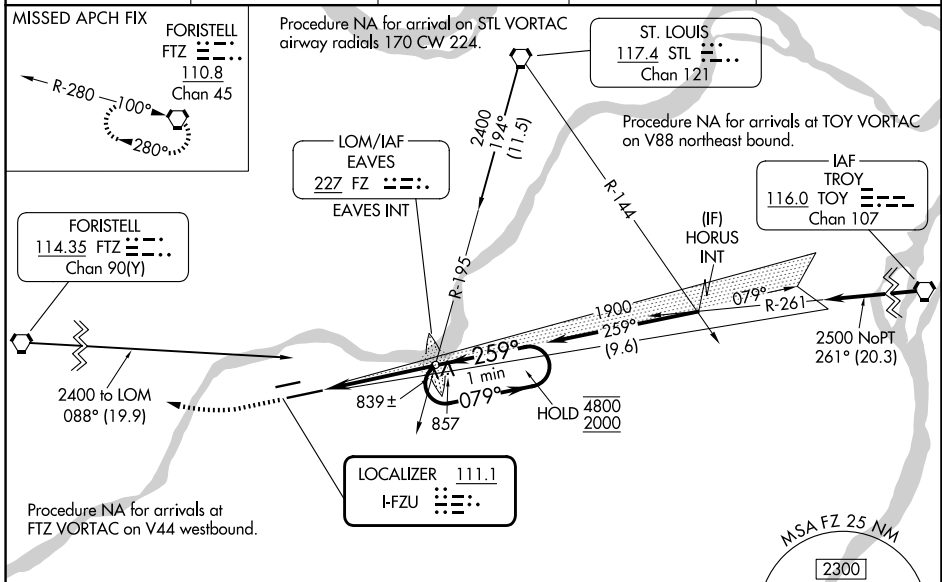 MISSED APCH FIX
FORISTELL
FTZ
110.8
Chan 45
R-280
100°
280°
Procedure NA for arrival on STL VORTAC
airway radials 170 CW 224.
ST. LOUIS
117.4 STL
Chan 121
2400
194°
(11.5)
Procedure NA for arrivals at TOY VORTAC
on V88 northeast bound.
LOM/IAF
EAVES
227 FZ
EAVES INT
R-144
IAF
TROY
116.0 TOY
Chan 107
FORISTELL
114.35 FTZ
Chan 90(Y)
(IF)
HORUS
INT
R-195
1900
259°
(9.6)
079°
R-261
2500 NoPT
261° (20.3)
2400 to LOM
088° (19.9)
259°
1 min
079°
839 ±
857
HOLD 4800
2000
LOCALIZER 111.1
I-FZU
Procedure NA for arrivals at
FTZ VORTAC on V44 westbound.
MSA FZ 25 NM
2300